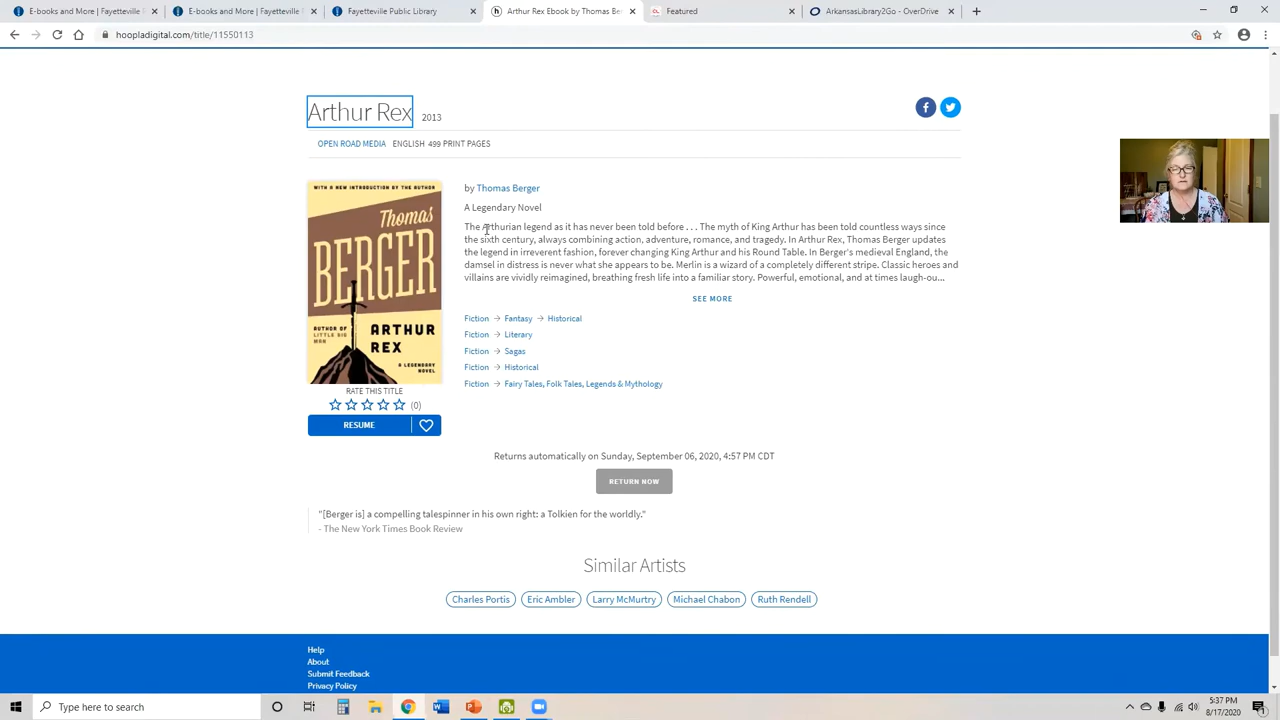 E-books and More | Fayetteville P
E-books and More | Fayetteville P
Fayetteville Public Library
Arthur Rex Ebook by Thomas Be
Featured
ArkansasLibrary2Go - OverDrive
hoopladigital.com/title/11550113
Arthur Rex 2013
OPEN ROAD MEDIA ENGLISH 499 PRINT PAGES
WITH A NEW INTRODUCTION BY THE AUTHOR
Thomas
BERGER
AUTHOR OF
LITTLE BIG
MAN
ARTHUR
REX
A LEGENDARY
NOVEL
RATE THIS TITLE
(0)
RESUME
by Thomas Berger
A Legendary Novel
The Arthurian legend as it has never been told before . . . The myth of King Arthur has been told countless ways since
the sixth century, always combining action, adventure, romance, and tragedy. In Arthur Rex, Thomas Berger updates
the legend in irreverent fashion, forever changing King Arthur and his Round Table. In Berger's medieval England, the
damsel in distress is never what she appears to be. Merlin is a wizard of a completely different stripe. Classic heroes and
villains are vividly reimagined, breathing fresh life into a familiar story. Powerful, emotional, and at times laugh-ou...
SEE MORE
Fiction → Fantasy → Historical
Fiction → Literary
Fiction → Sagas
Fiction → Historical
Fiction → Fairy Tales, Folk Tales, Legends & Mythology
Returns automatically on Sunday, September 06, 2020, 4:57 PM CDT
RETURN NOW
"[Berger is] a compelling talespinner in his own right: a Tolkien for the worldly."
- The New York Times Book Review
Similar Artists
Charles Portis Eric Ambler Larry McMurtry Michael Chabon Ruth Rendell
Help
About
Submit Feedback
Privacy Policy
Type here to search
5:37 PM
8/17/2020